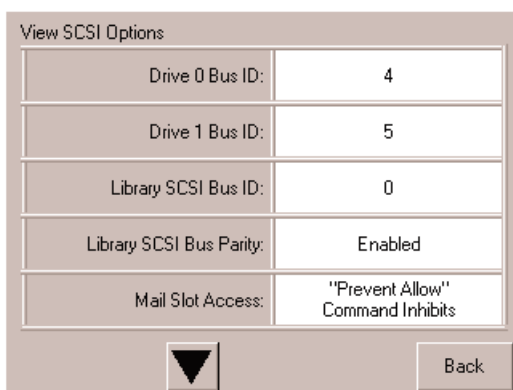 View SCSI Options
Drive 0 Bus ID: 4
Drive 1 Bus ID: 5
Library SCSI Bus ID: 0
Library SCSI Bus Parity: Enabled
Mail Slot Access: "Prevent Allow"
Command Inhibits
Back